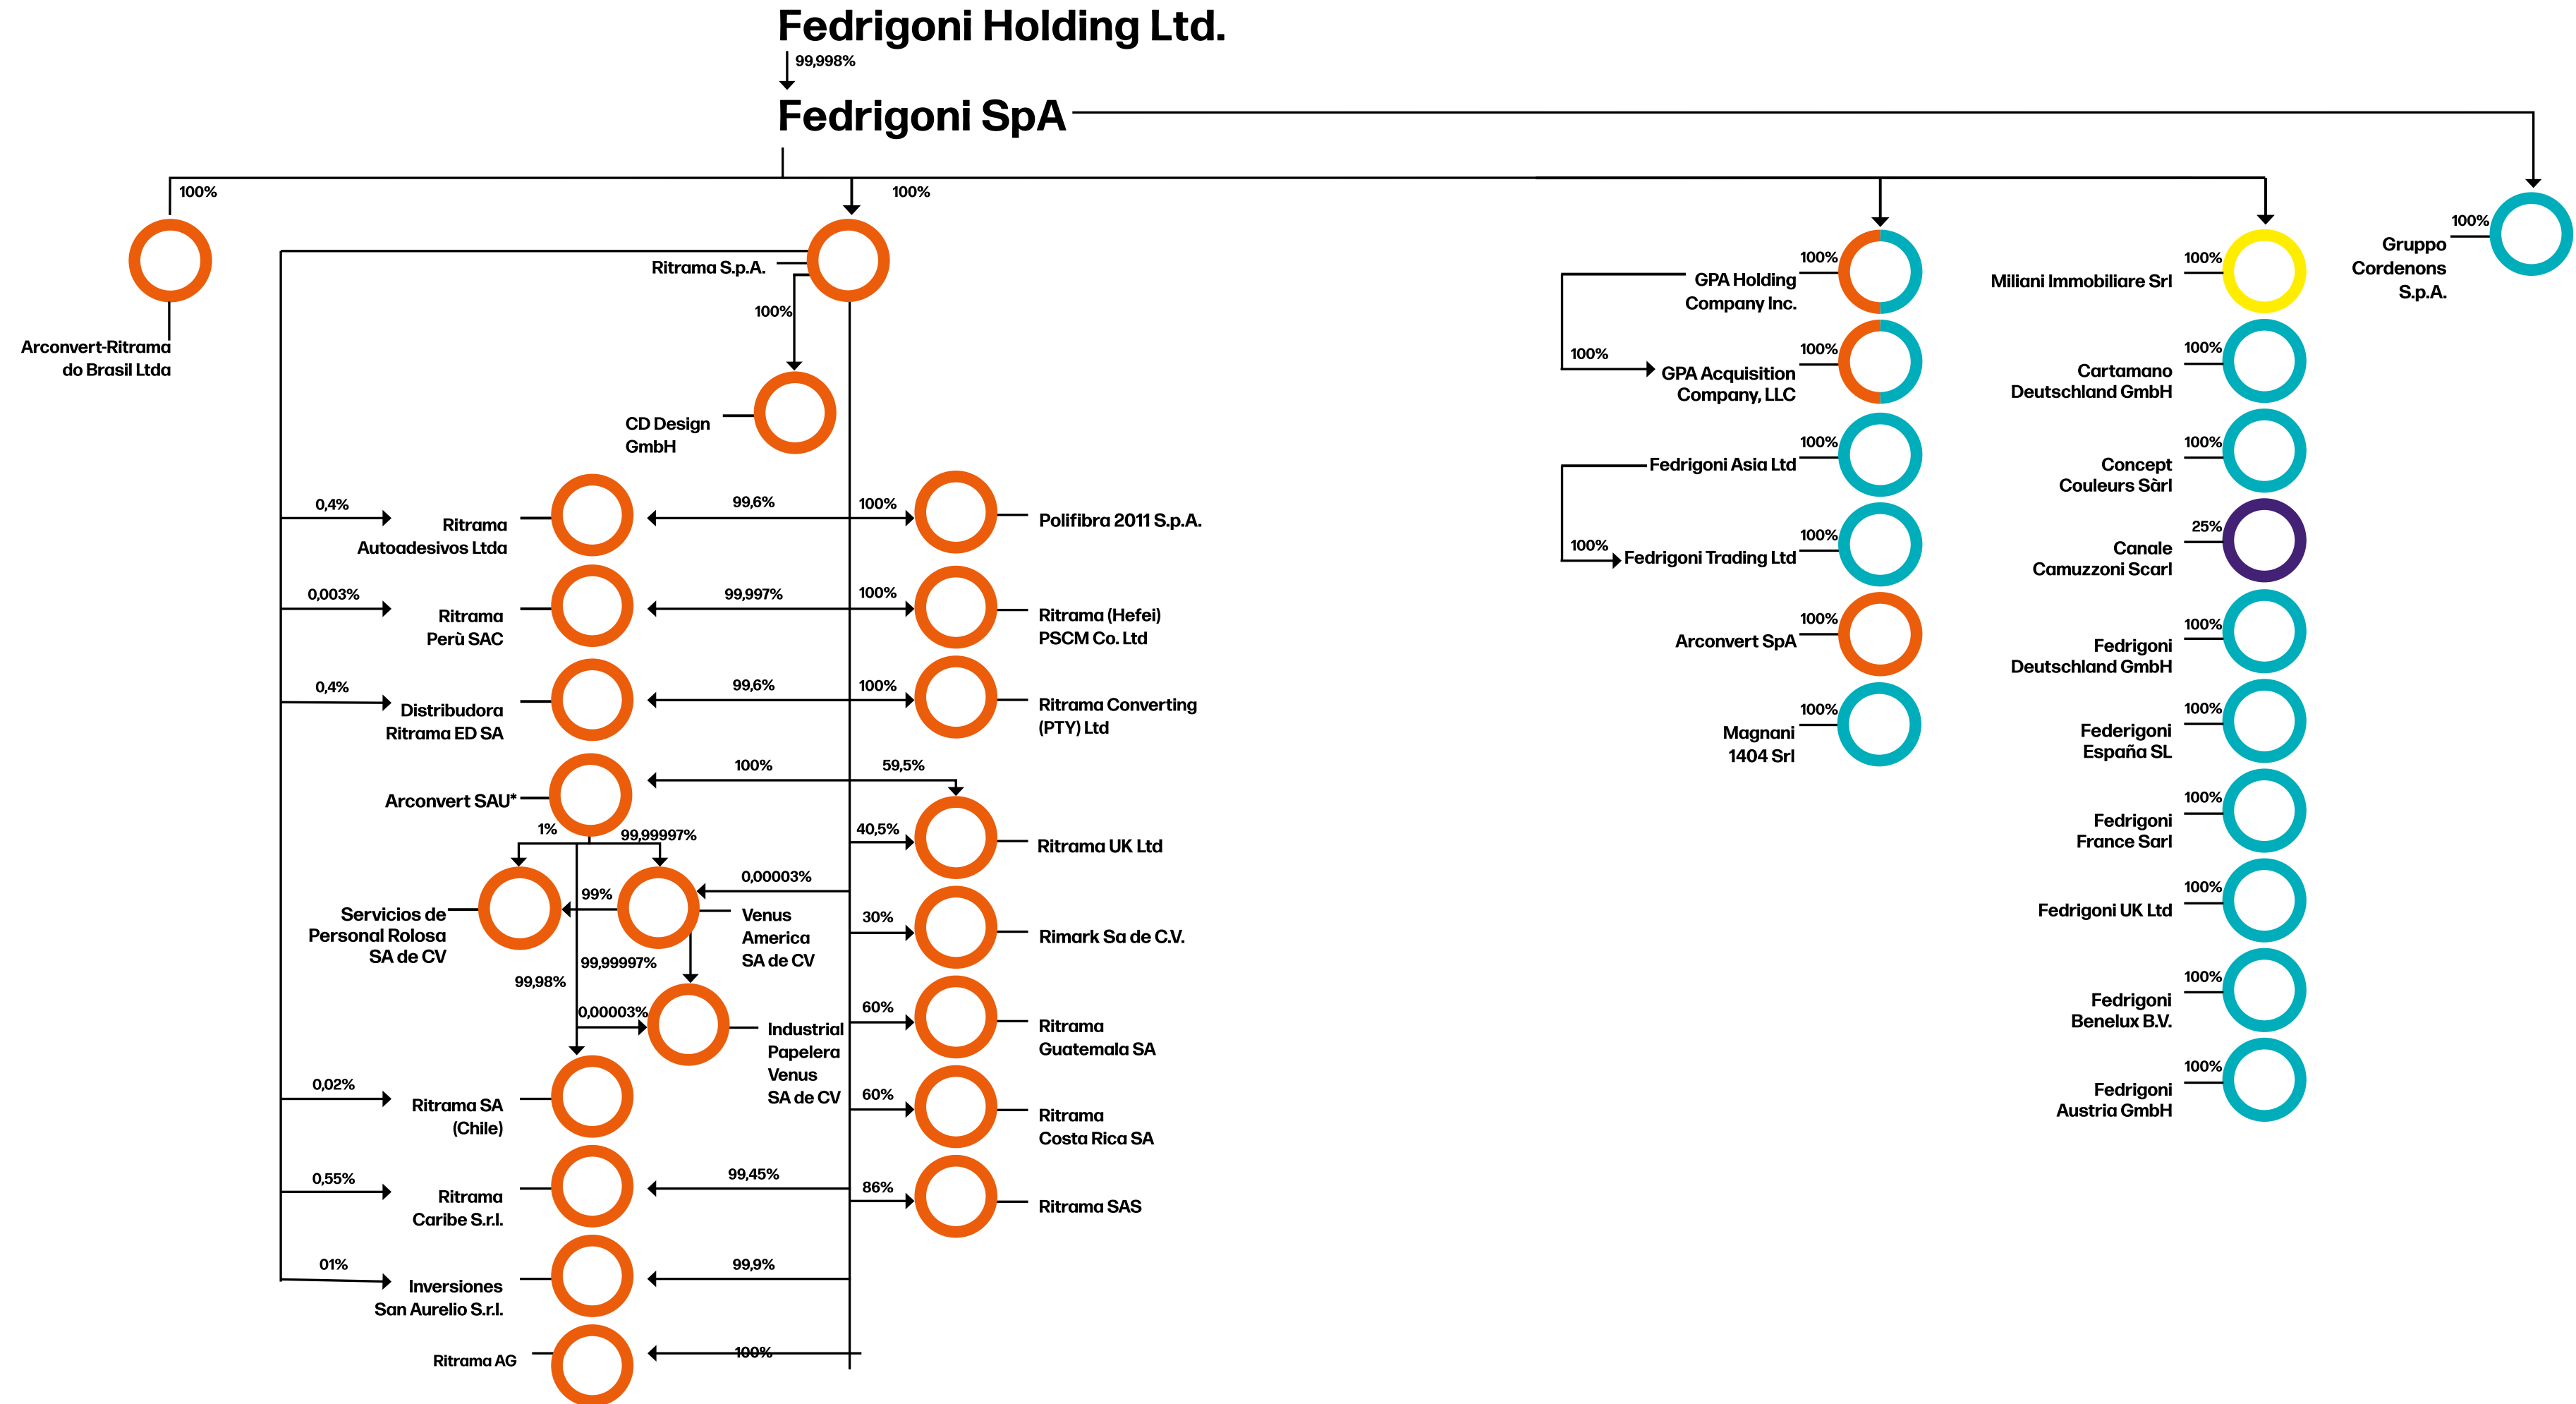 Fedrigoni Holding Ltd.
99,998%
Fedrigoni SpA
100%
100%
Arconvert-Ritrama
do Brasil Ltda
Ritrama S.p.A.
100%
CD Design
GmbH
0,4%
Ritrama
Autoadesivos Ltda
99,6%
100%
Polifibra 2011 S.p.A.
0,003%
Ritrama
Perù SAC
99,997%
100%
Ritrama (Hefei)
PSCM Co. Ltd
0,4%
Distribudora
Ritrama ED SA
99,6%
100%
Ritrama Converting
(PTY) Ltd
Arconvert SAU*
100%
59,5%
1%
99,99997%
40,5%
Ritrama UK Ltd
0,00003%
99%
Servicios de
Personal Rolosa
SA de CV
Venus
America
SA de CV
30%
Rimark Sa de C.V.
99,99997%
99,98%
0,00003%
Industrial
Papelera
Venus
SA de CV
60%
Ritrama
Guatemala SA
0,02%
Ritrama SA
(Chile)
60%
Ritrama
Costa Rica SA
0,55%
Ritrama
Caribe S.r.l.
99,45%
86%
Ritrama SAS
01%
Inversiones
San Aurelio S.r.l.
99,9%
Ritrama AG
100%
100%
GPA Holding
Company Inc.
100%
100%
GPA Acquisition
Company, LLC
100%
Fedrigoni Asia Ltd
100%
100%
Fedrigoni Trading Ltd
100%
Arconvert SpA
100%
Magnani
1404 Srl
100%
Miliani Immobiliare Srl
100%
Cartamano
Deutschland GmbH
100%
Concept
Couleurs Sàrl
25%
Canale
Camuzzoni Scarl
100%
Fedrigoni
Deutschland GmbH
100%
Federigoni
España SL
100%
Fedrigoni
France Sarl
100%
Fedrigoni UK Ltd
100%
Fedrigoni
Benelux B.V.
100%
Fedrigoni
Austria GmbH
100%
Gruppo
Cordenons
S.p.A.